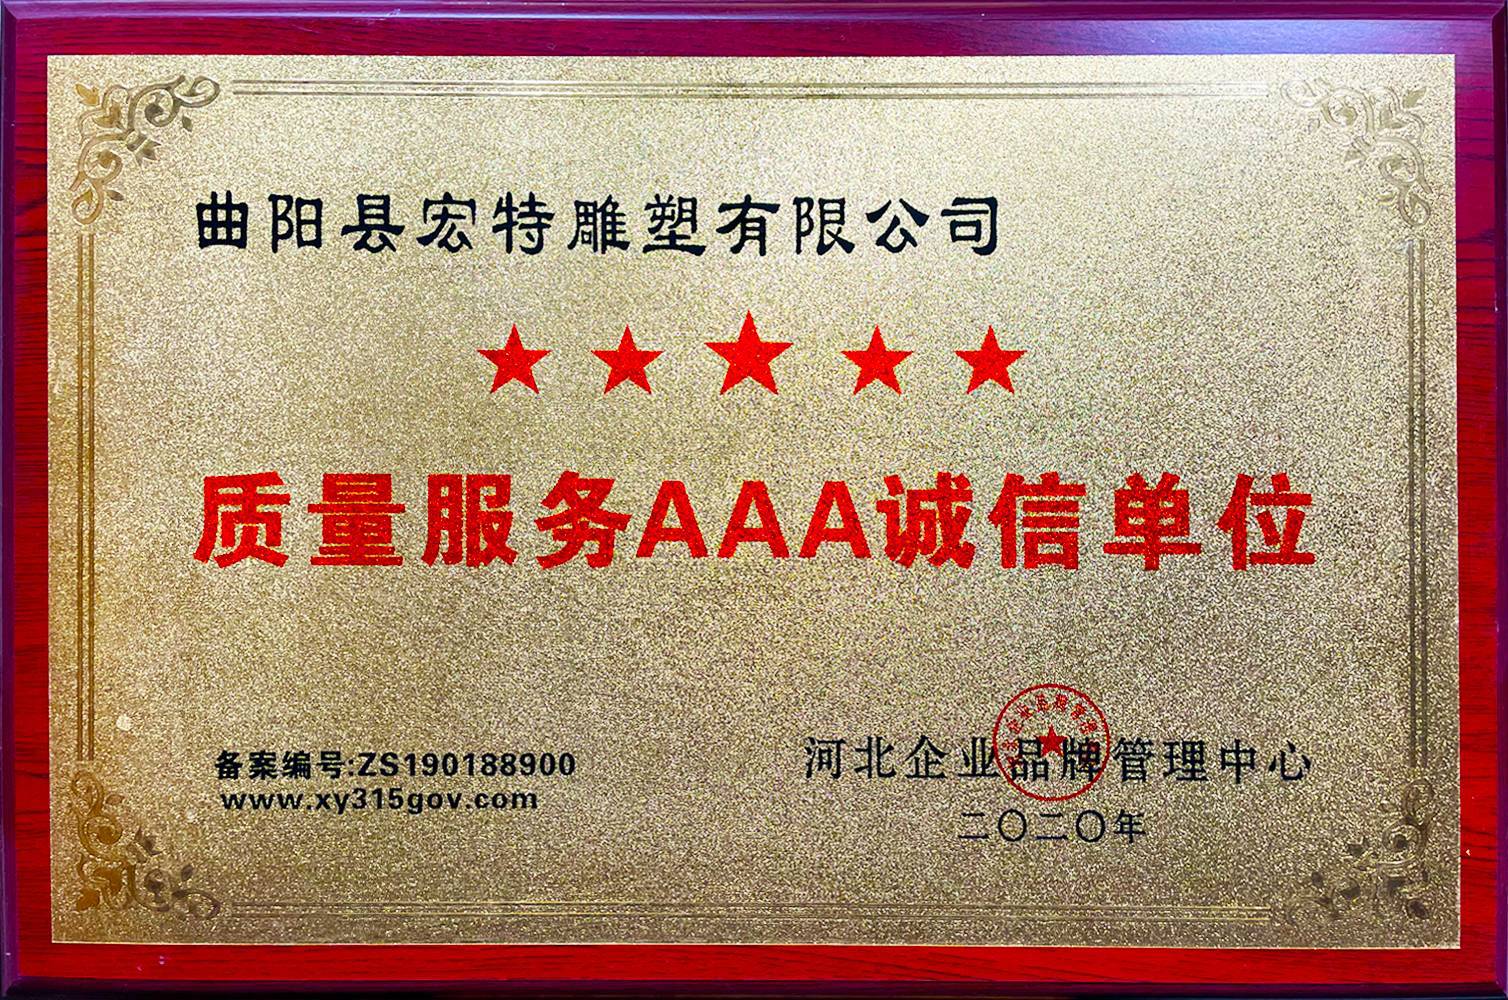 曲阳县宏特雕塑有限公司
质量服务AAA诚信单位
备案编号:ZS190188900
www.xy315gov.com
河北企业品牌管理中心
二〇二〇年